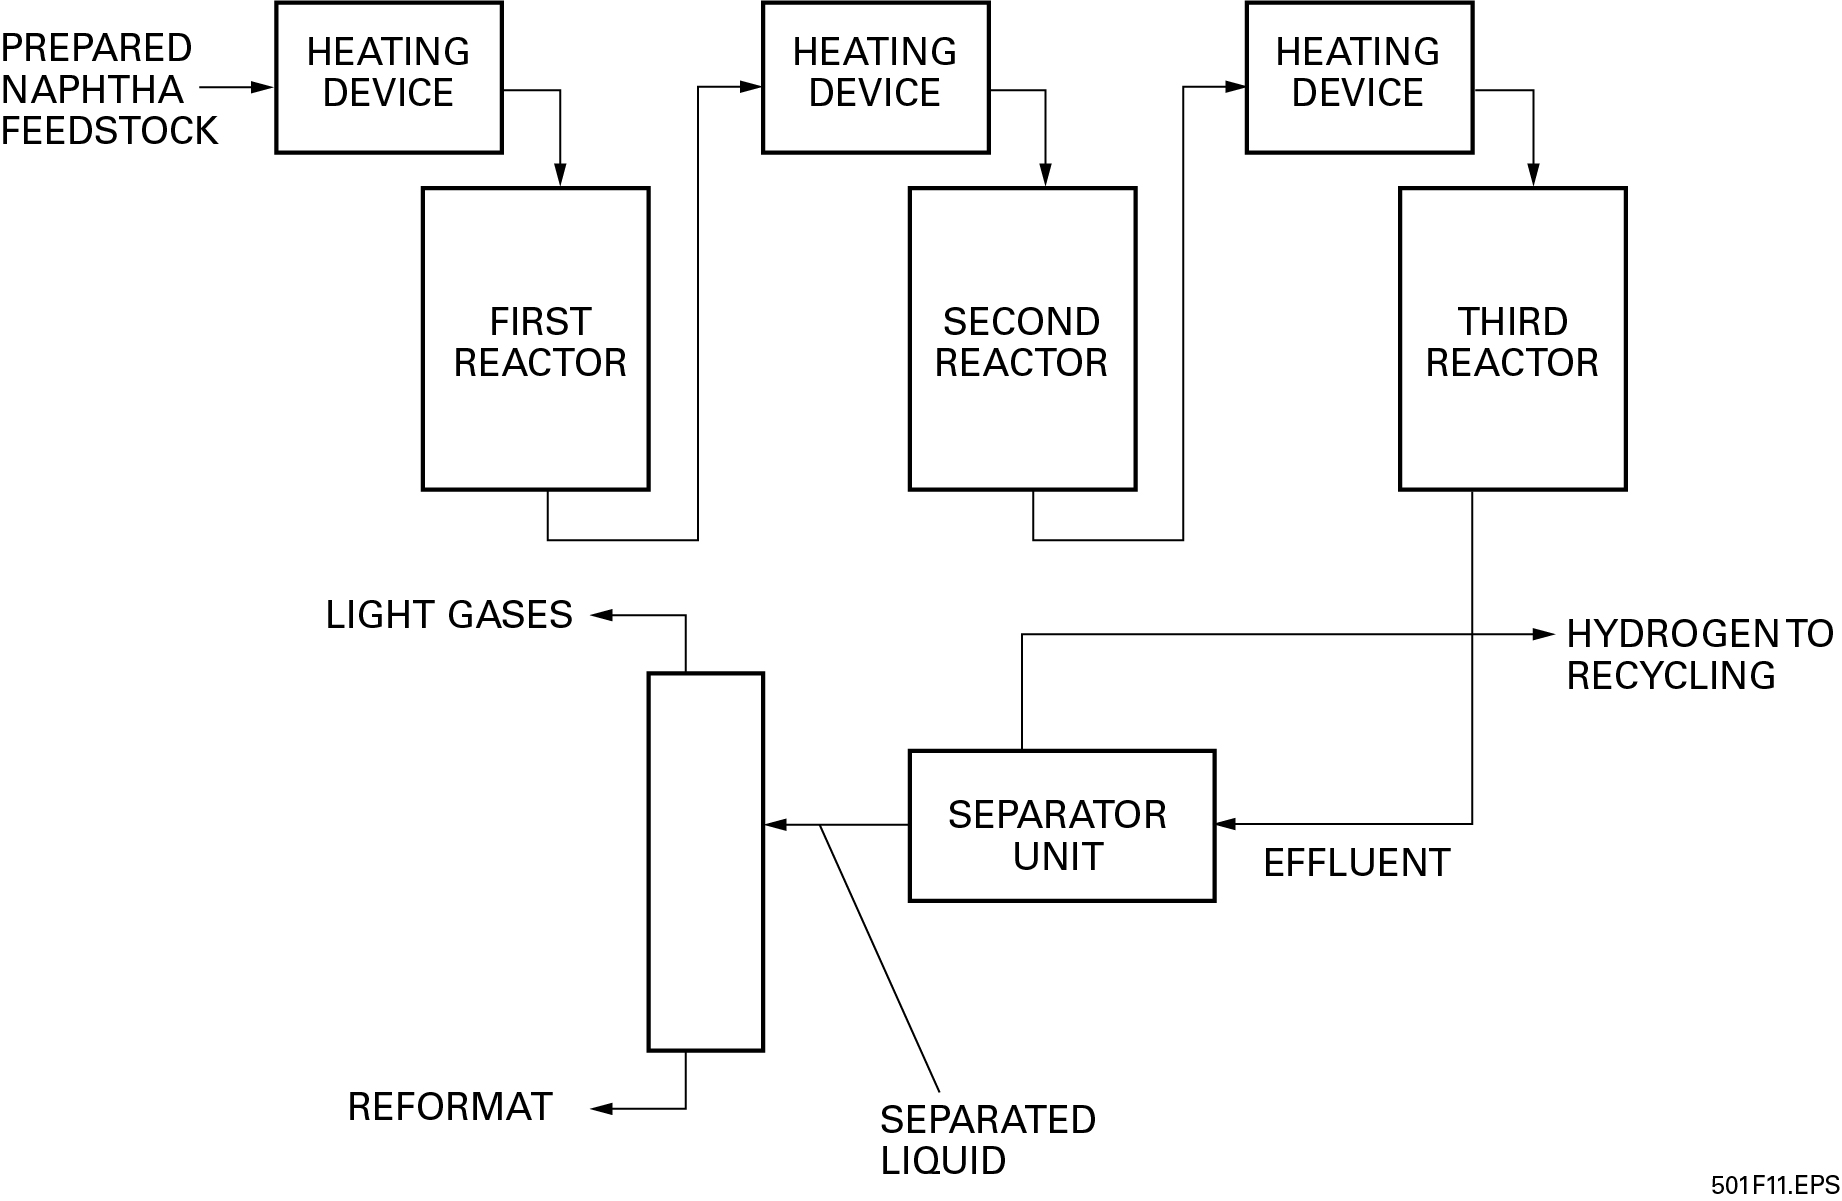 PREPARED
NAPHTHA
FEEDSTOCK
HEATING
DEVICE
HEATING
DEVICE
HEATING
DEVICE
FIRST
REACTOR
SECOND
REACTOR
THIRD
REACTOR
LIGHT GASES
HYDROGEN TO
RECYCLING
SEPARATOR
UNIT
EFFLUENT
REFORMAT
SEPARATED
LIQUID
501F11.EPS